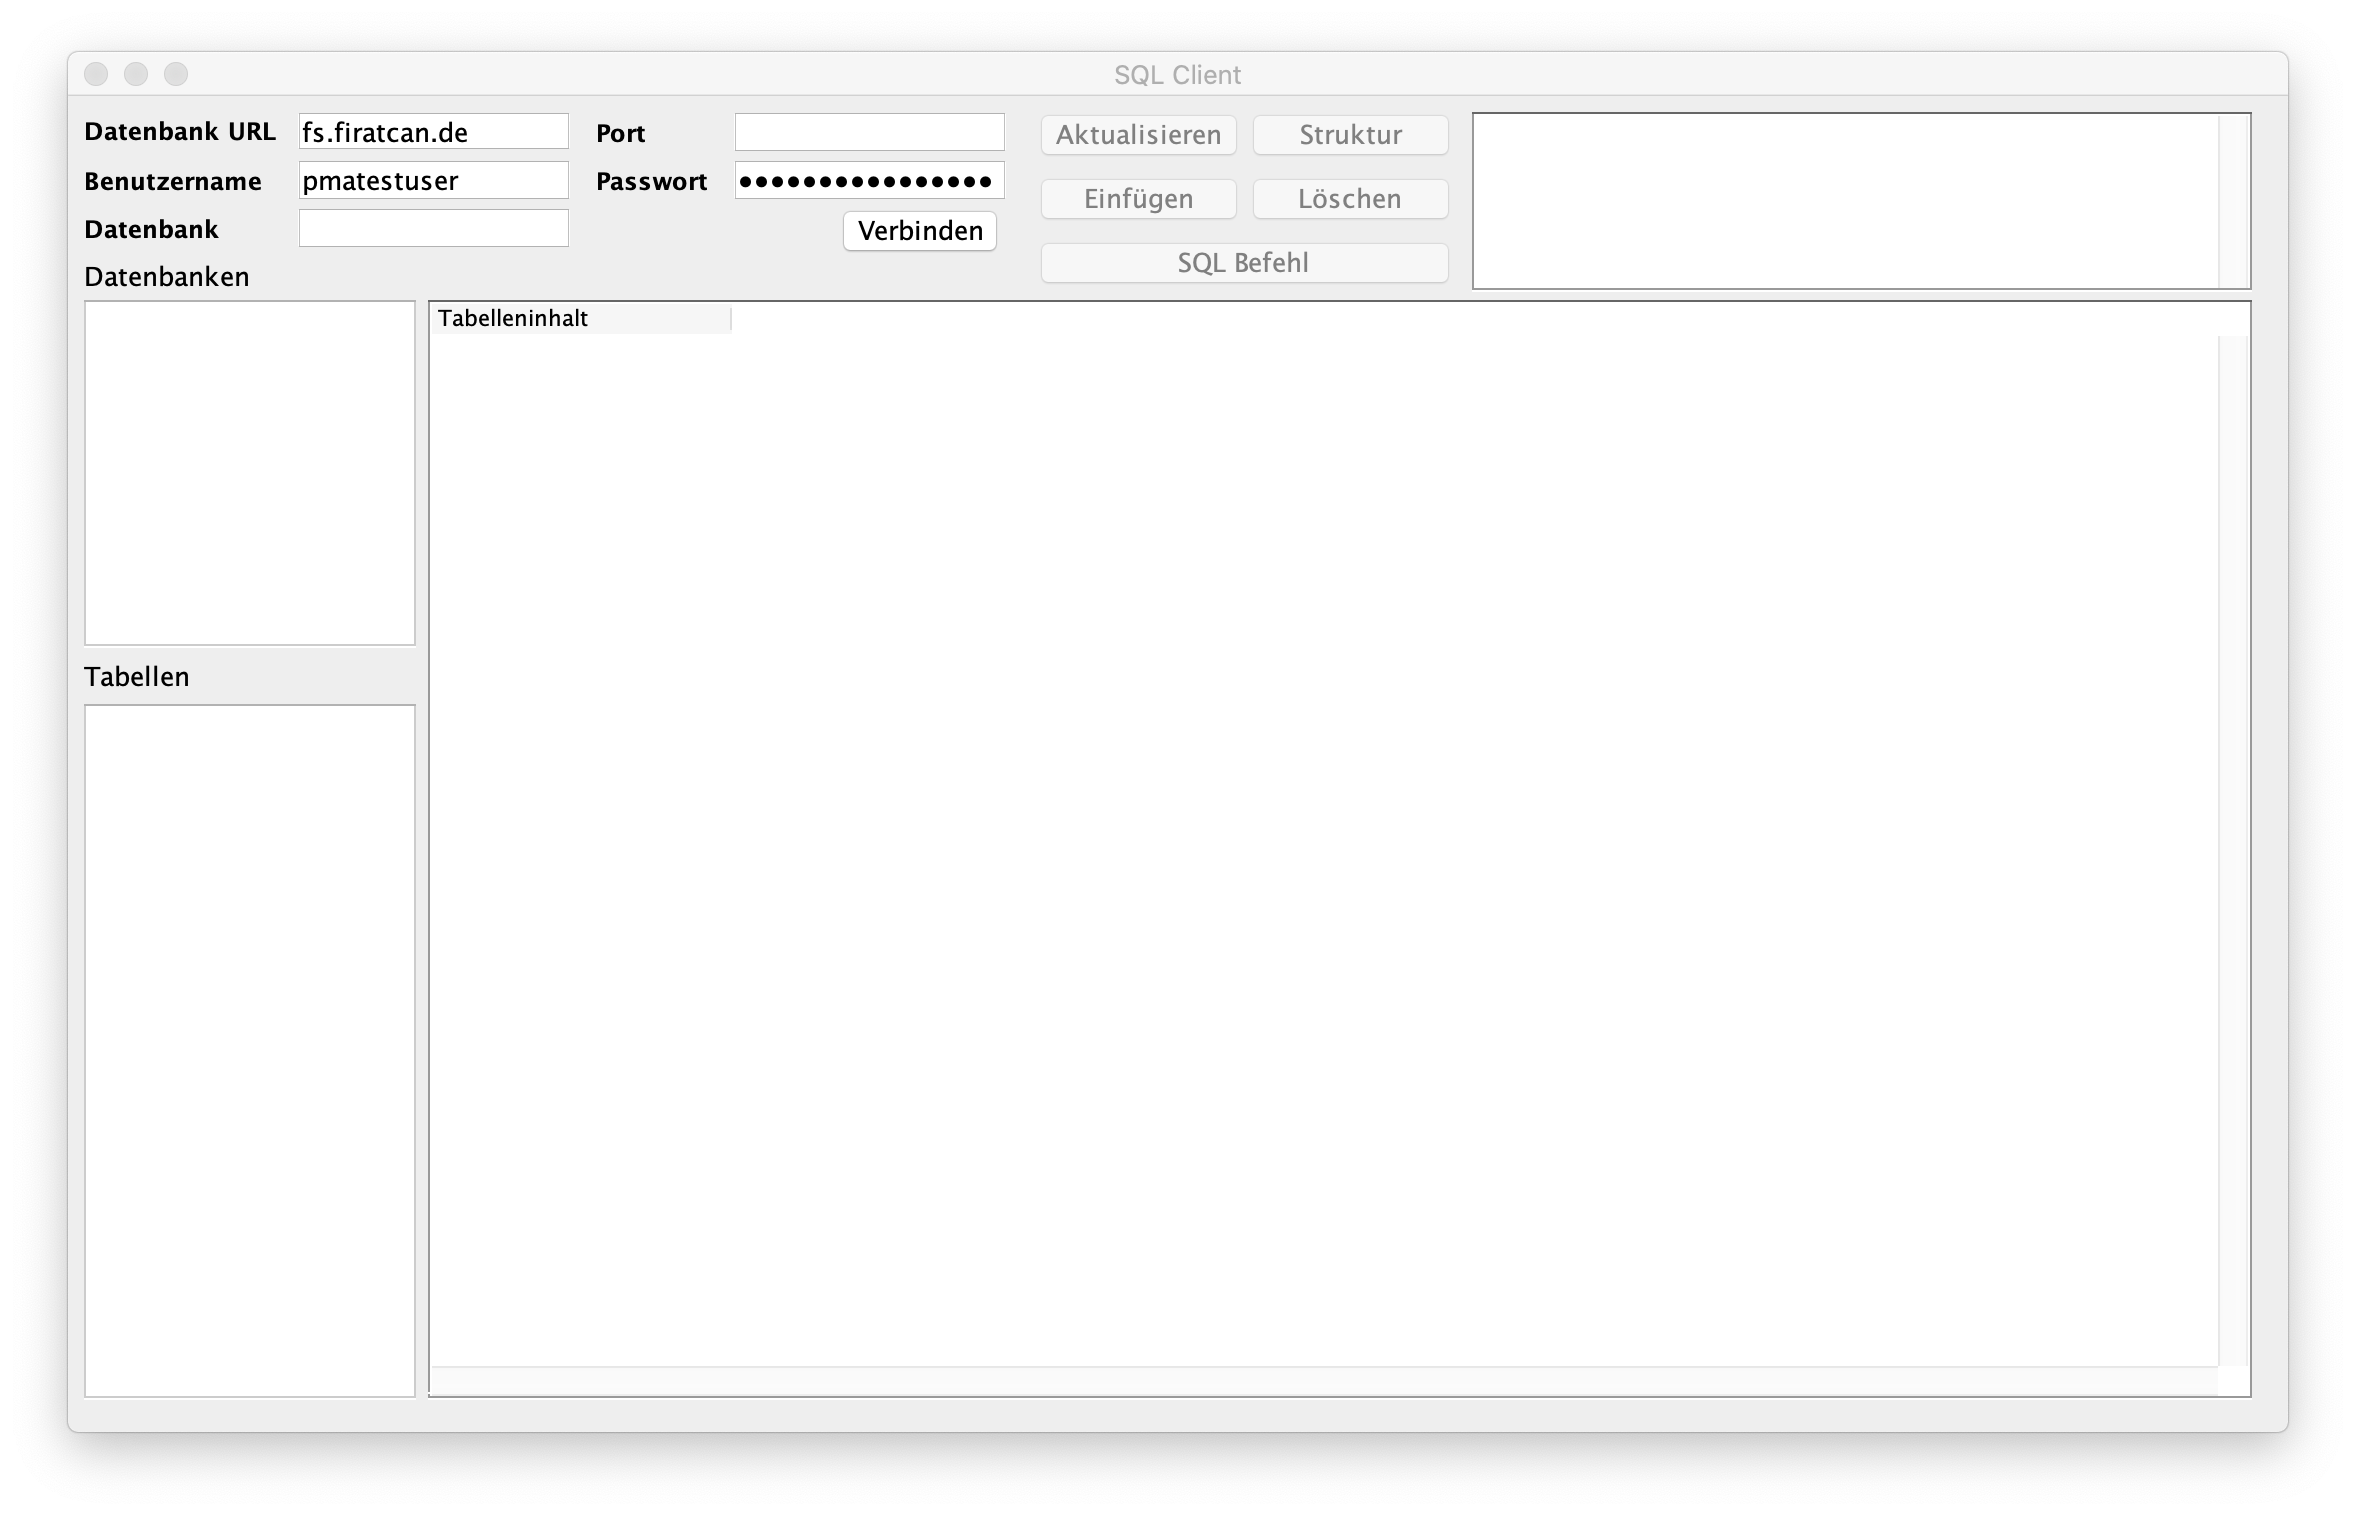 SQL Client
Datenbank URL fs.firatcan.de Port Aktualisieren Struktur
Benutzername pmatestuser Passwort ●●●●●●●●●●●●●●●● Einfügen Löschen
Datenbank Verbinden SQL Befehl
Datenbanken
Tabelleninhalt
Tabellen